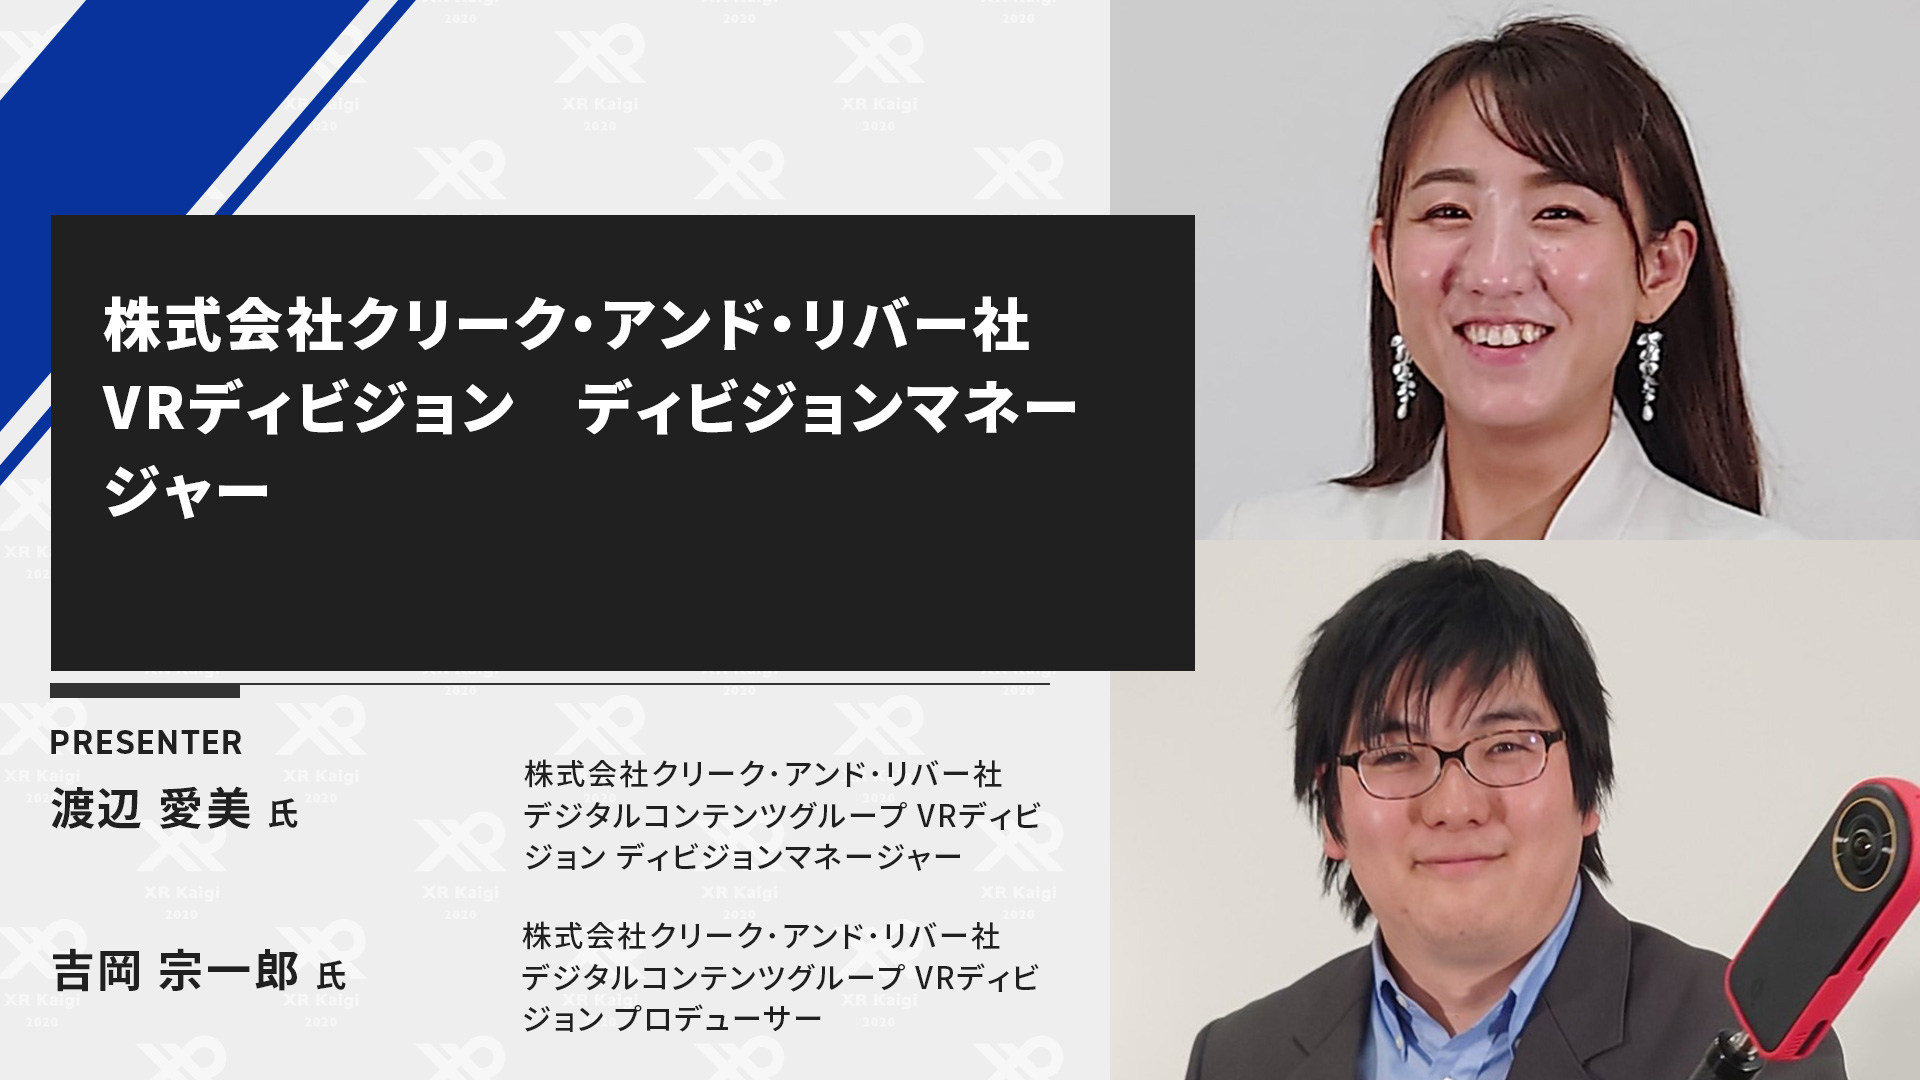 株式会社クリーク・アンド・リバー社
VRディビジョン　ディビジョンマネー
ジャー
PRESENTER
渡辺 愛美 氏
株式会社クリーク・アンド・リバー社
デジタルコンテンツグループ VRディビ
ジョン ディビジョンマネージャー
吉岡 宗一郎 氏
株式会社クリーク・アンド・リバー社
デジタルコンテンツグループ VRディビ
ジョン プロデューサー
XR Kaigi
2020